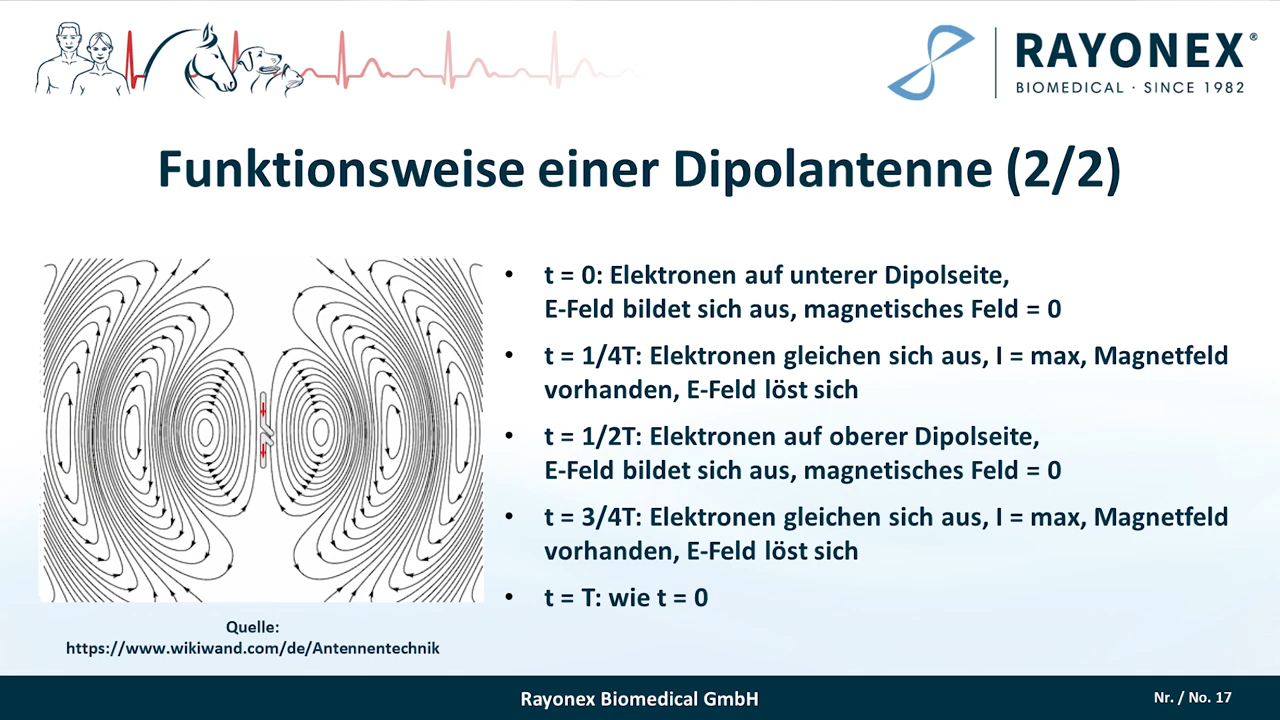 RAYONEX®
BIOMEDICAL · SINCE 1982
Funktionsweise einer Dipolantenne (2/2)
• t = 0: Elektronen auf unterer Dipolseite,
E-Feld bildet sich aus, magnetisches Feld = 0
• t = 1/4T: Elektronen gleichen sich aus, I = max, Magnetfeld
vorhanden, E-Feld löst sich
• t = 1/2T: Elektronen auf oberer Dipolseite,
E-Feld bildet sich aus, magnetisches Feld = 0
• t = 3/4T: Elektronen gleichen sich aus, I = max, Magnetfeld
vorhanden, E-Feld löst sich
• t = T: wie t = 0
Quelle:
https://www.wikiwand.com/de/Antennentechnik
Rayonex Biomedical GmbH
Nr. / No. 17